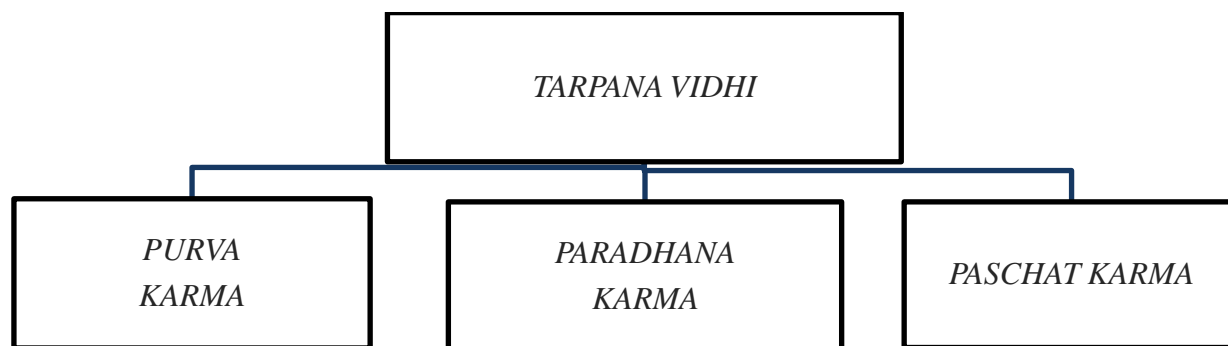 TARPANA VIDHI
PURVA
KARMA
PARADHANA
KARMA
PASCHAT KARMA